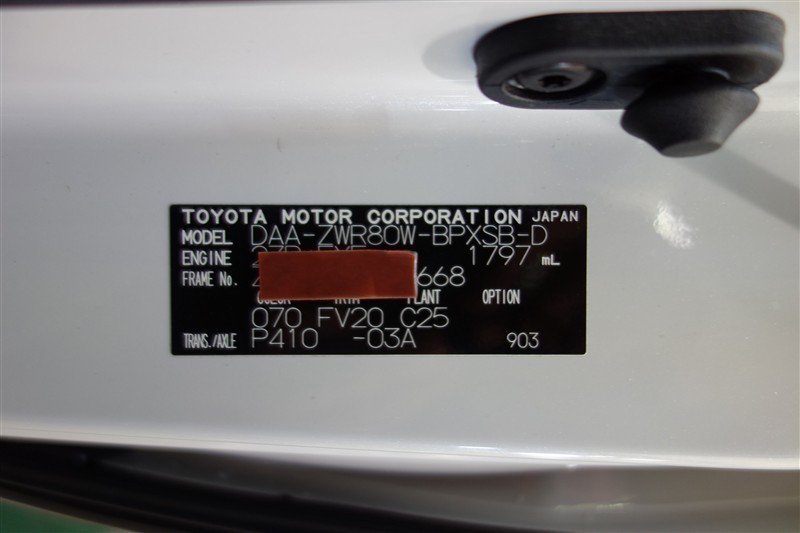 TOYOTA MOTOR CORPORATION JAPAN
MODEL DAA-ZWR80W-BPXSB-D
ENGINE 1797 mL
FRAME No. 668
COLOR TRIM PLANT OPTION
070 FV20 C25
TRANS./AXLE P410 -03A 903